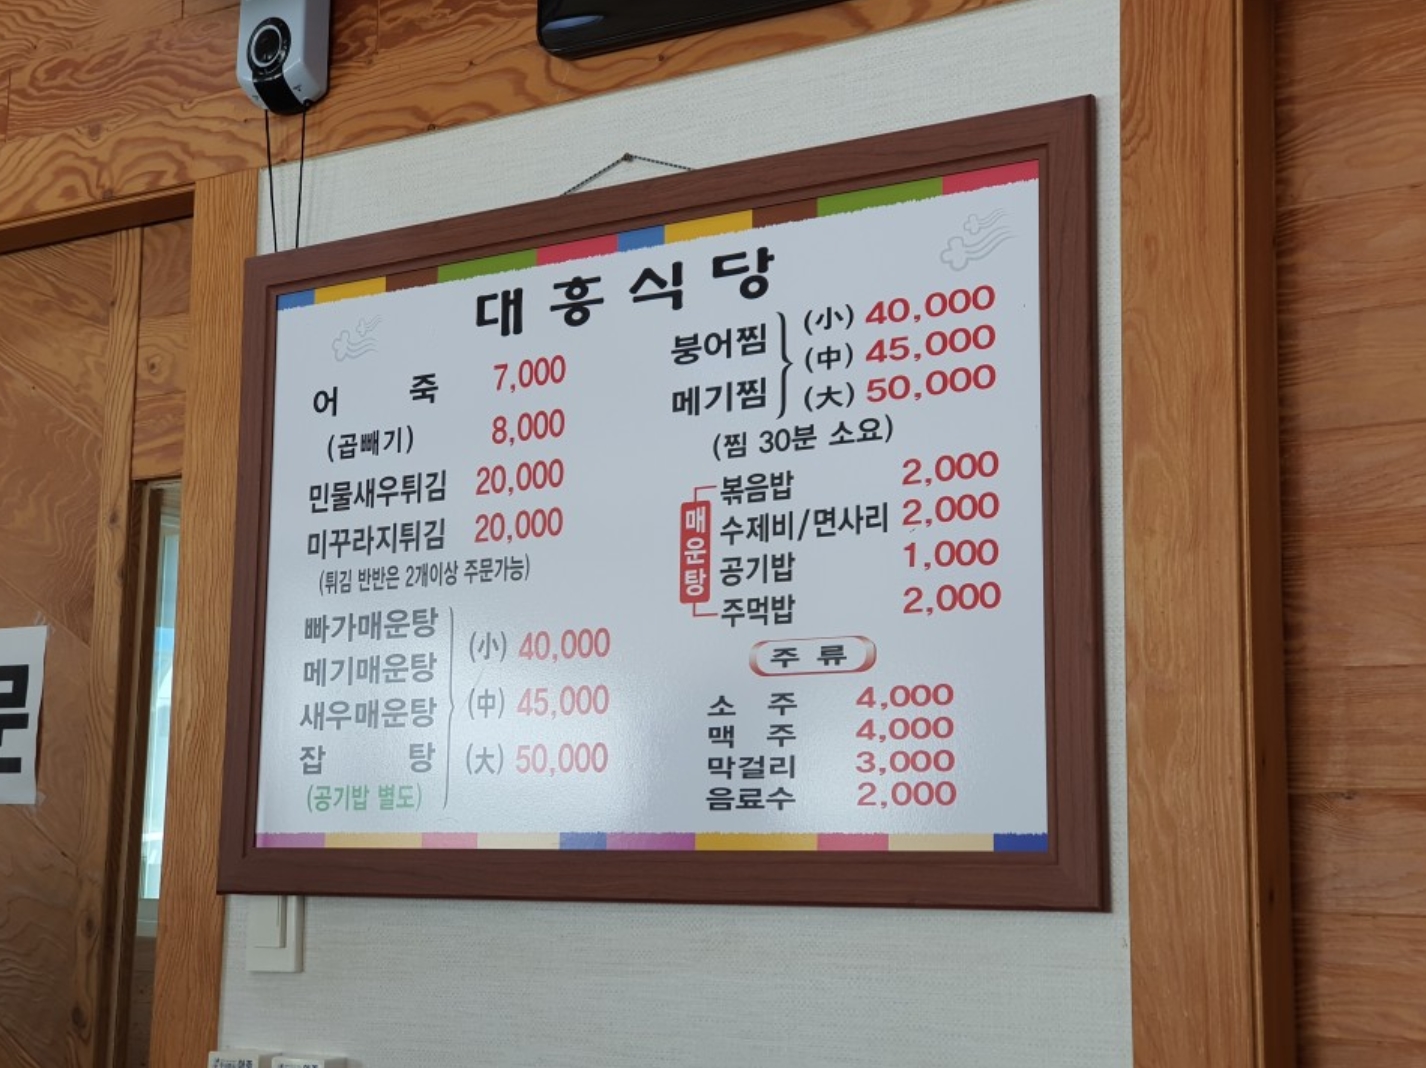 대흥식당
어죽 7,000
(곱빼기) 8,000
민물새우튀김 20,000
미꾸라지튀김 20,000
(튀김 반반은 2개이상 주문가능)
빠가매운탕
메기매운탕
새우매운탕
잡탕
(小) 40,000
(中) 45,000
(大) 50,000
(공기밥 별도)
붕어찜
메기찜
(小) 40,000
(中) 45,000
(大) 50,000
(찜 30분 소요)
매운탕
볶음밥 2,000
수제비/면사리 2,000
공기밥 1,000
주먹밥 2,000
주류
소주 4,000
맥주 4,000
막걸리 3,000
음료수 2,000